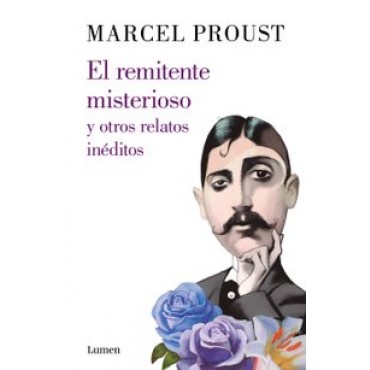 MARCEL PROUST
El remitente
misterioso
y otros relatos
inéditos
Lumen